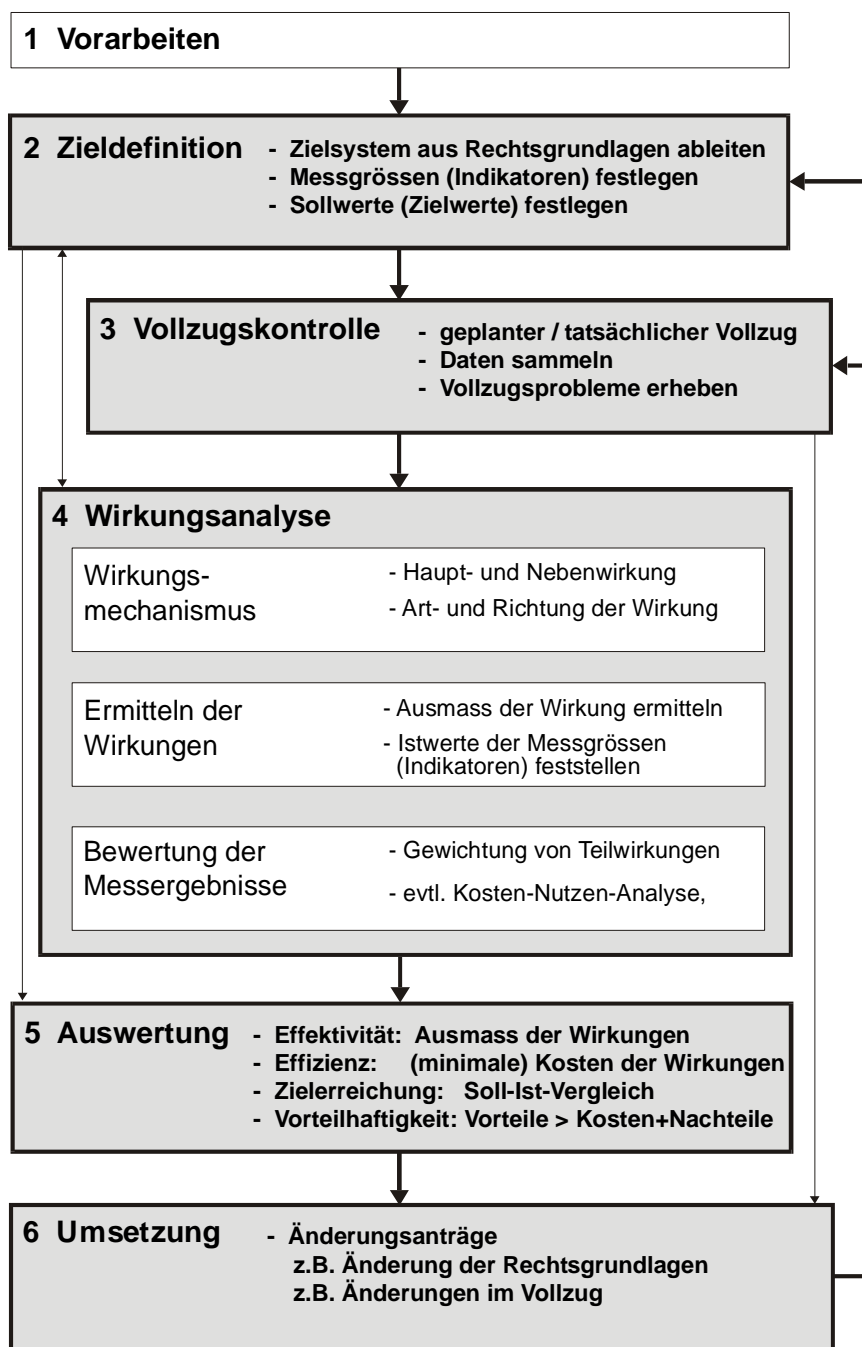 1 Vorarbeiten
2 Zieldefinition - Zielsystem aus Rechtsgrundlagen ableiten
- Messgrössen (Indikatoren) festlegen
- Sollwerte (Zielwerte) festlegen
3 Vollzugskontrolle - geplanter / tatsächlicher Vollzug
- Daten sammeln
- Vollzugsprobleme erheben
4 Wirkungsanalyse
Wirkungs-
mechanismus
- Haupt- und Nebenwirkung
- Art- und Richtung der Wirkung
Ermitteln der
Wirkungen
- Ausmass der Wirkung ermitteln
- Istwerte der Messgrössen
(Indikatoren) feststellen
Bewertung der
Messergebnisse
- Gewichtung von Teilwirkungen
- evtl. Kosten-Nutzen-Analyse,
5 Auswertung - Effektivität: Ausmass der Wirkungen
- Effizienz: (minimale) Kosten der Wirkungen
- Zielerreichung: Soll-Ist-Vergleich
- Vorteilhaftigkeit: Vorteile > Kosten+Nachteile
6 Umsetzung - Änderungsanträge
z.B. Änderung der Rechtsgrundlagen
z.B. Änderungen im Vollzug